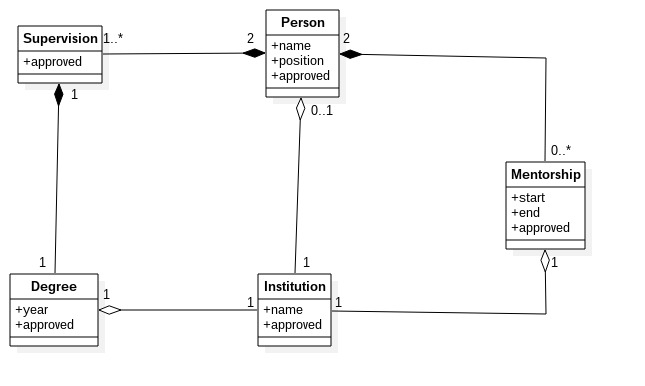 Person
+name
+position
+approved
Supervision
+approved
1..*
2
2
1
0..1
0..*
Mentorship
+start
+end
+approved
1
1
1
Degree
+year
+approved
1
1
Institution
+name
+approved
1